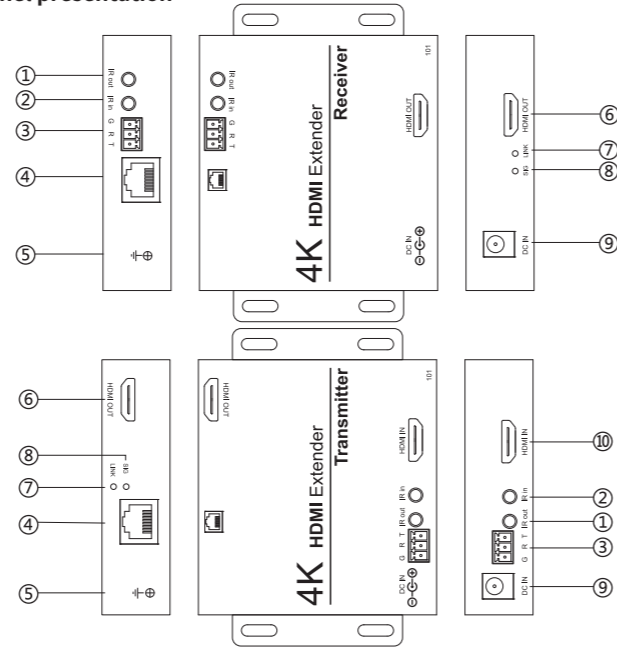 presentation
①
IR out
②
IR in
③
G R T
④
⑤
IR out
IR in
G R T
4K HDMI Extender
Receiver
101
HDMI OUT
DC IN
HDMI OUT
⑥
LINK
⑦
SIG
⑧
DC IN
⑨
⑥
HDMI OUT
⑧
SIG
LINK
⑦
④
⑤
HDMI OUT
4K HDMI Extender
Transmitter
101
HDMI IN
IR in
IR out
G R T
DC IN
HDMI IN
⑩
IR in
②
IR out
①
G R T
③
DC IN
⑨